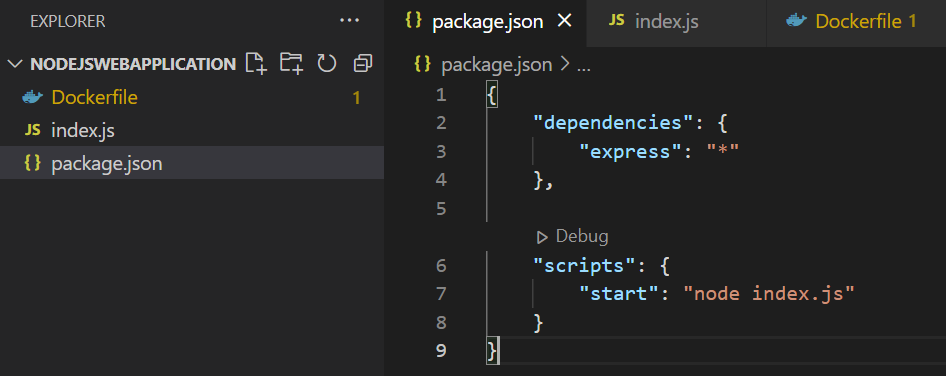 EXPLORER ...
NODEJSWEBAPPLICATION
Dockerfile 1
JS index.js
{} package.json
{} package.json JS index.js Dockerfile 1
{} package.json > ...
1 {
2 "dependencies": {
3 "express": "*"
4 },
5
Debug
6 "scripts": {
7 "start": "node index.js"
8 }
9 }